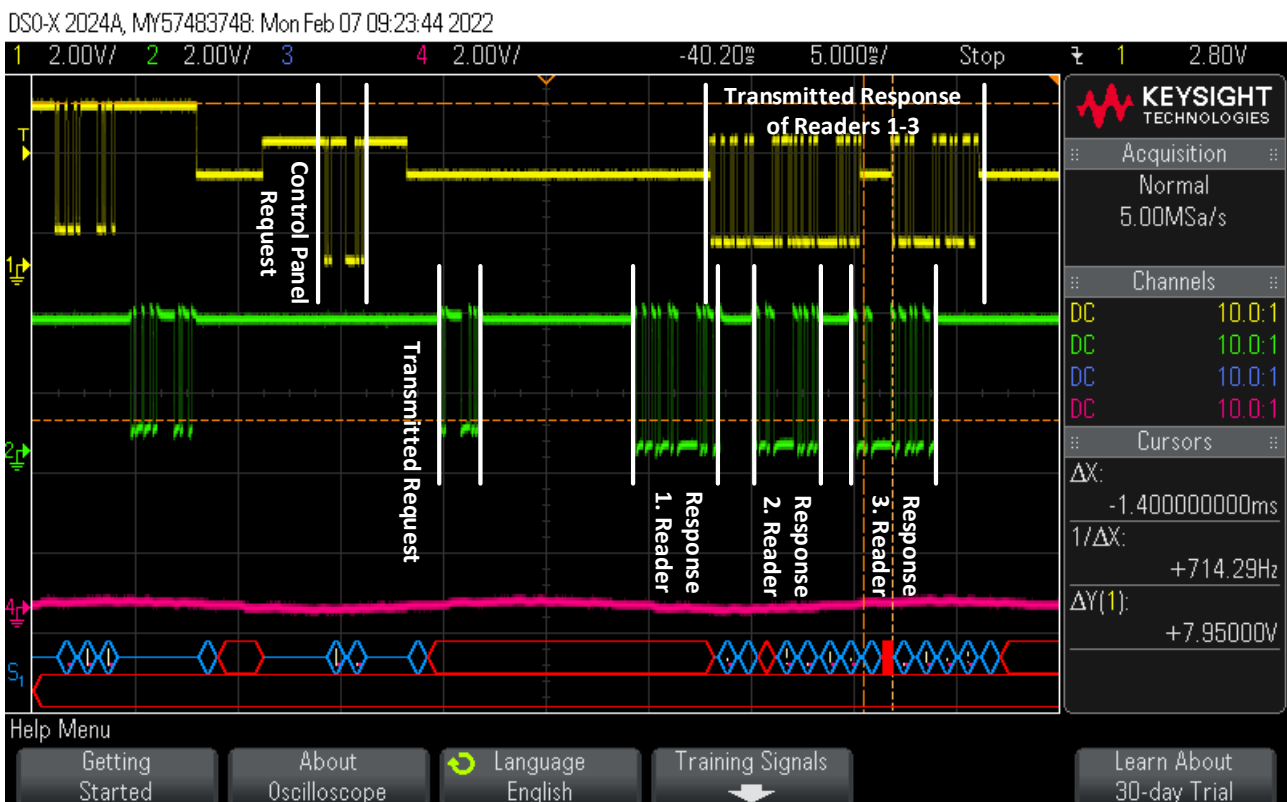 DSO-X 2024A, MY57483748: Mon Feb 07 09:23:44 2022
1 2.00V/ 2 2.00V/ 3 4 2.00V/ -40.20ms 5.000ms/ Stop 1 2.80V
Transmitted Response
of Readers 1-3
T
Control Panel
Request
1
Transmitted Request
2
Response
1. Reader
Response
2. Reader
Response
3. Reader
4
S1
KEYSIGHT
TECHNOLOGIES
Acquisition
Normal
5.00MSa/s
Channels
DC 10.0:1
DC 10.0:1
DC 10.0:1
DC 10.0:1
Cursors
ΔX:
-1.400000000ms
1/ΔX:
+714.29Hz
ΔY(1):
+7.95000V
Help Menu
Getting
Started
About
Oscilloscope
Language
English
Training Signals
Learn About
30-day Trial